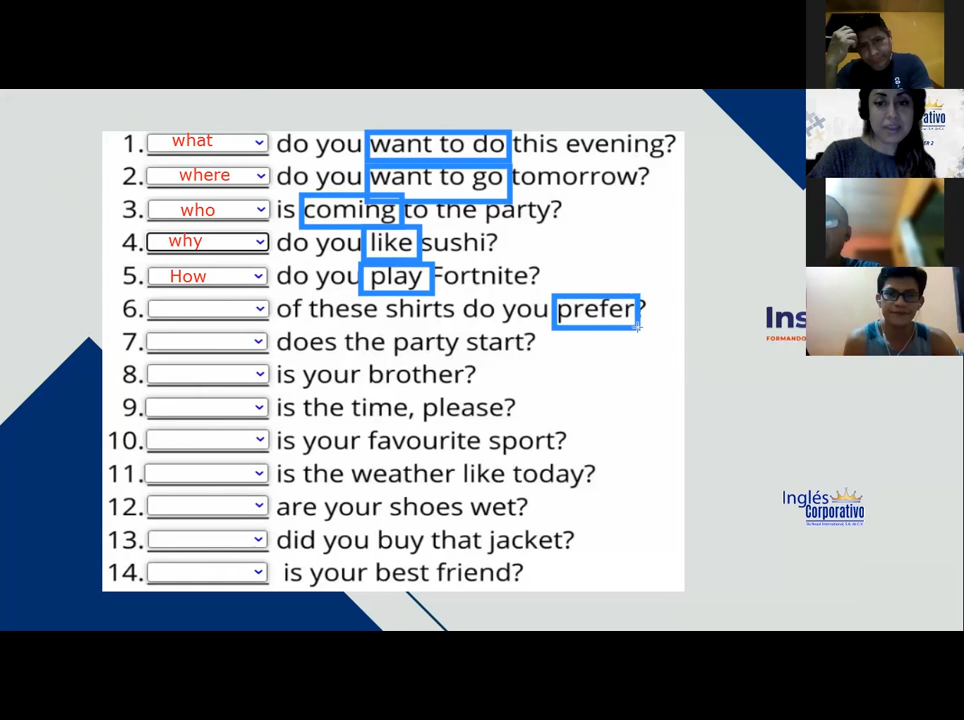 1. what do you want to do this evening?
2. where do you want to go tomorrow?
3. who is coming to the party?
4. why do you like sushi?
5. How do you play Fortnite?
6. of these shirts do you prefer?
7. does the party start?
8. is your brother?
9. is the time, please?
10. is your favourite sport?
11. is the weather like today?
12. are your shoes wet?
13. did you buy that jacket?
14. is your best friend?
Ins
FORMANDO
Inglés
Corporativo